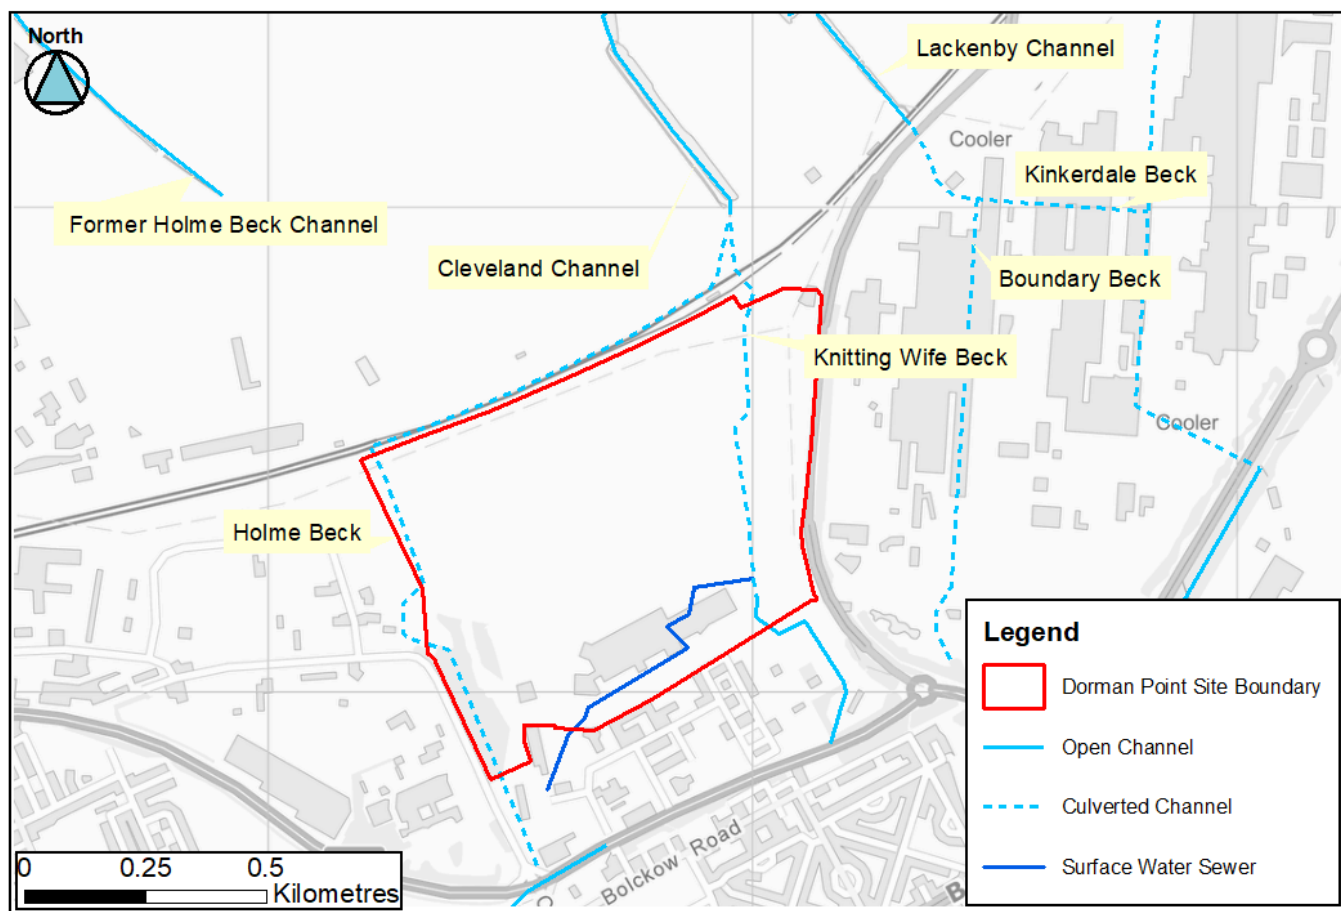 North
Lackenby Channel
Cooler
Kinkerdale Beck
Former Holme Beck Channel
Cleveland Channel
Boundary Beck
Knitting Wife Beck
Cooler
Holme Beck
Legend
Dorman Point Site Boundary
Open Channel
Culverted Channel
Surface Water Sewer
Bolckow Road
0 0.25 0.5
Kilometres